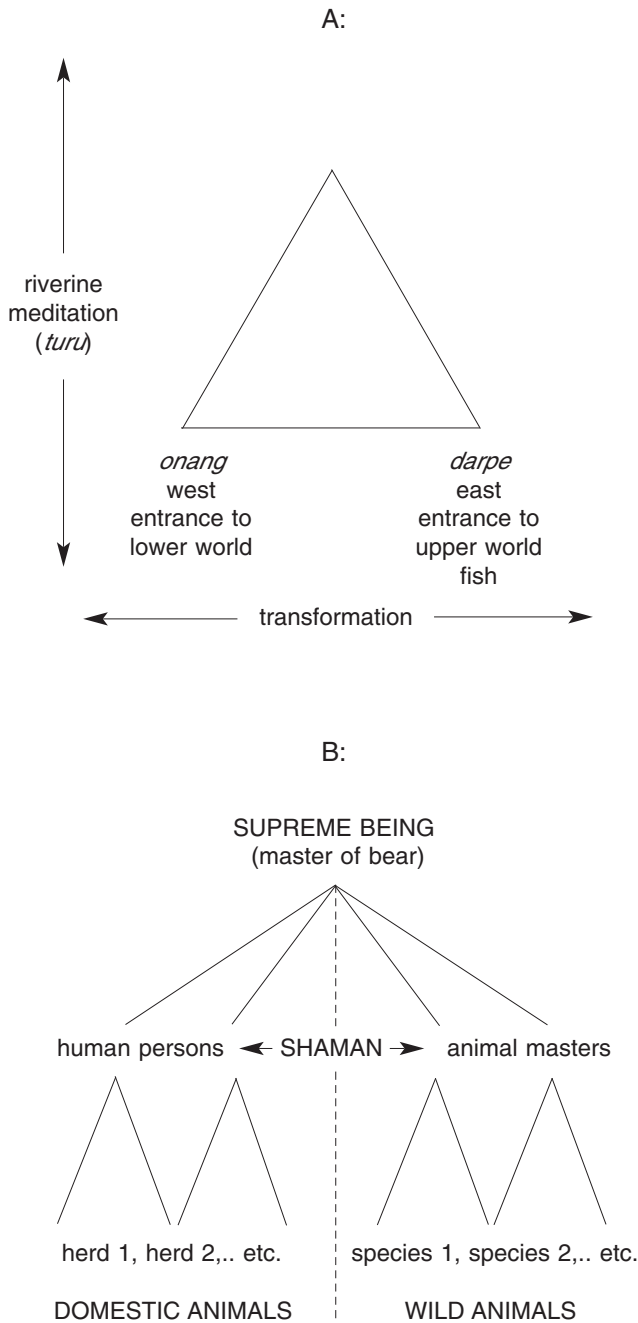 A:
riverine
meditation
(turu)
onang
west
entrance to
lower world
darpe
east
entrance to
upper world
fish
transformation
B:
SUPREME BEING
(master of bear)
human persons
SHAMAN
animal masters
herd 1, herd 2,.. etc.
species 1, species 2,.. etc.
DOMESTIC ANIMALS
WILD ANIMALS